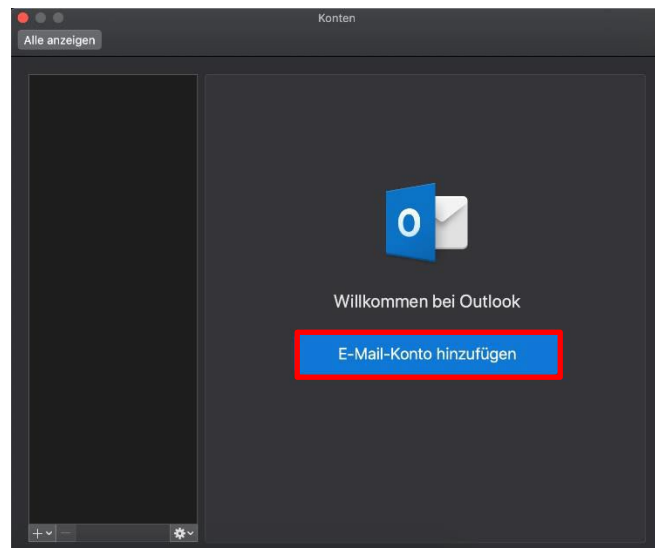 Konten
Alle anzeigen
O
Willkommen bei Outlook
E-Mail-Konto hinzufügen